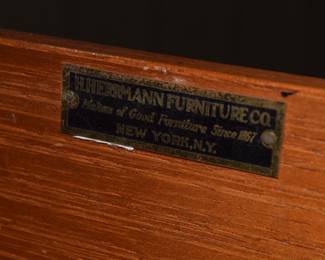 H.HERRMANN FURNITURE CO.
Makers of Good Furniture Since 1867
NEW YORK, N.Y.